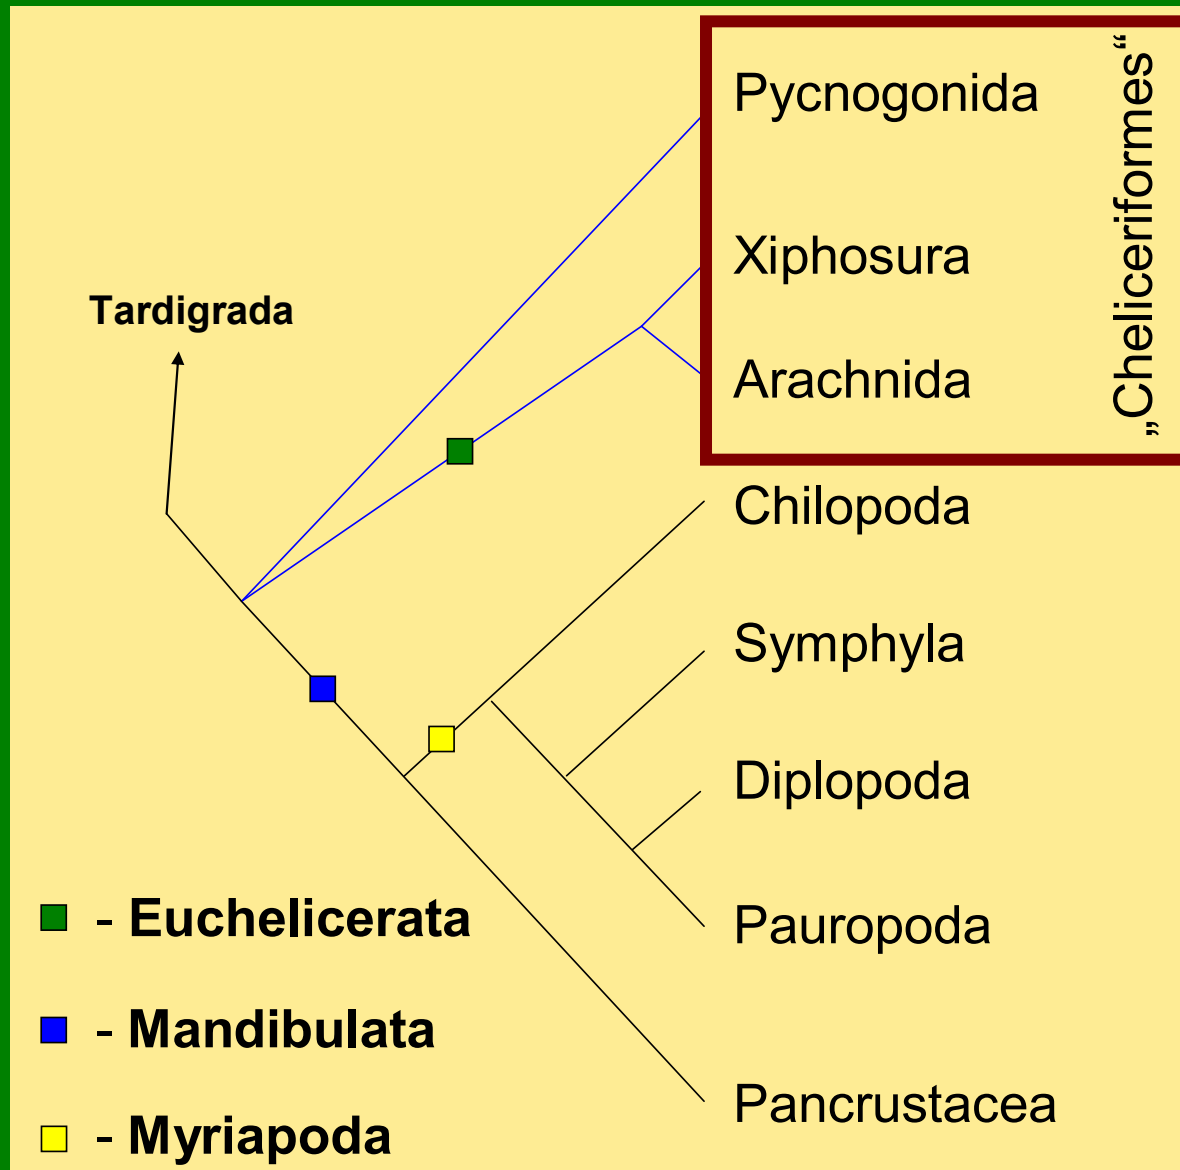 Pycnogonida
„Cheliceriformes“
Xiphosura
Tardigrada
Arachnida
Chilopoda
Symphyla
Diplopoda
- Euchelicerata
Pauropoda
- Mandibulata
Pancrustacea
- Myriapoda